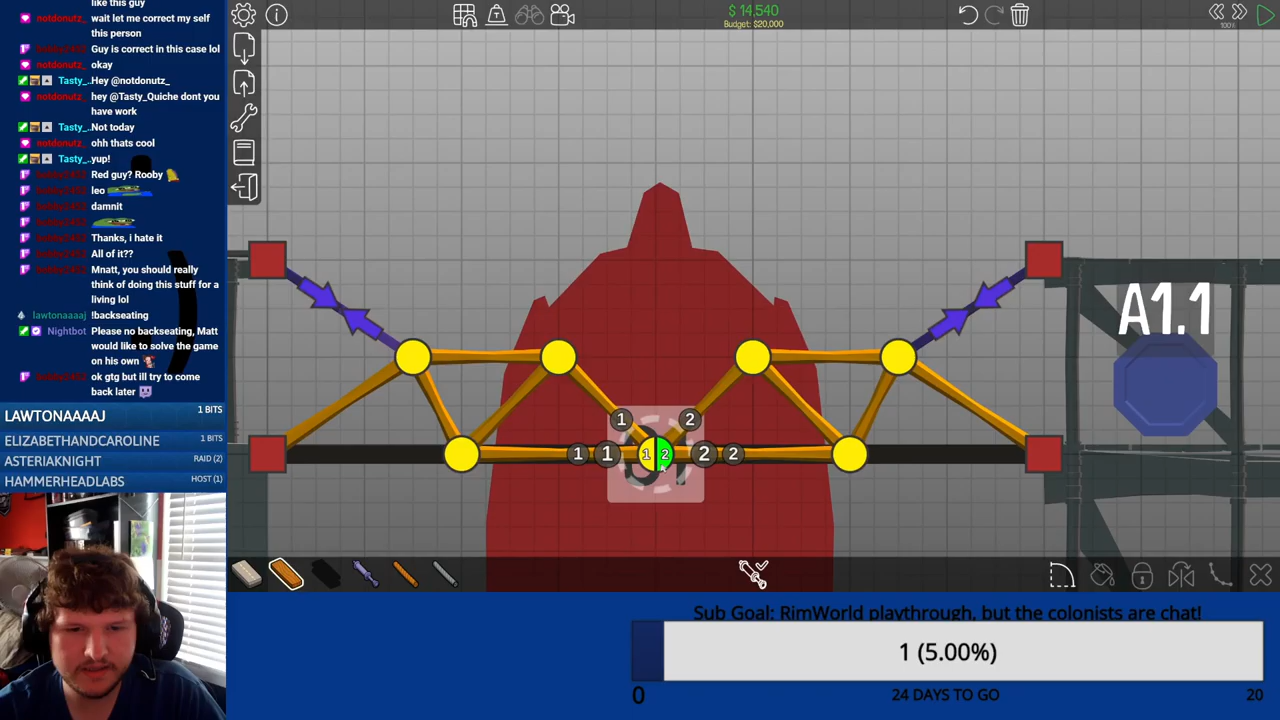 like this guy
wait let me correct my self
this person
Guy is correct in this case lol
notdonutz_ okay
Tasty_.. Hey @notdonutz_
notdonutz_ hey @Tasty_Quiche dont you
have work
Tasty_.. Not today
notdonutz_ ohh thats cool
Tasty_.. yup!
Red guy? Rooby
leo
damnit
Thanks, i hate it
All of it??
Mnatt, you should really
think of doing this stuff for a
living lol
lawtonaaaaj !backseating
Nightbot Please no backseating, Matt
would like to solve the game
on his own
notdonutz_ ok gtg but ill try to come
back later
LAWTONAAAAJ 1 BITS
ELIZABETHANDCAROLINE 1 BITS
ASTERIAKNIGHT RAID (2)
HAMMERHEADLABS HOST (1)
$ 14,540
Budget: $20,000
100%
A1.1
1 2
1 1 1 2 2 2
Sub Goal: RimWorld playthrough, but the colonists are chat!
1 (5.00%)
0 24 DAYS TO GO 20